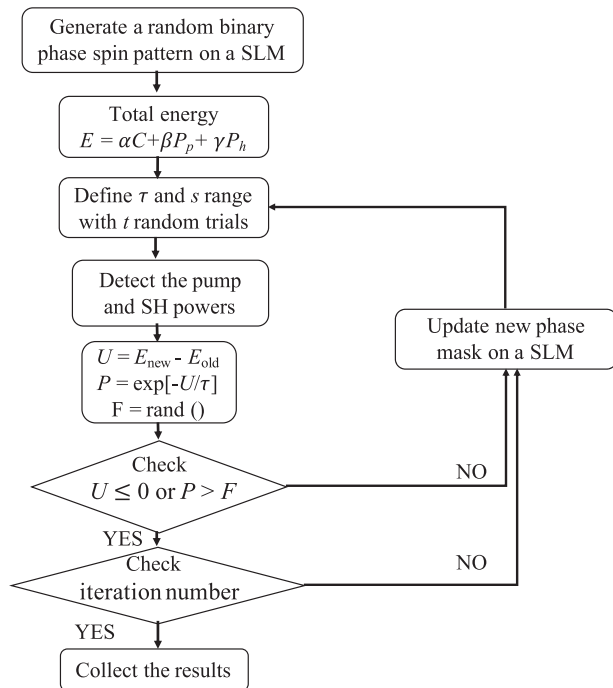 Generate a random binary
phase spin pattern on a SLM
Total energy
E = αC+βPₚ+ γPₕ
Define τ and s range
with t random trials
Detect the pump
and SH powers
U = E_new - E_old
P = exp[-U/τ]
F = rand ()
Check
U ≤ 0 or P > F
NO
YES
Check
iteration number
NO
YES
Collect the results
Update new phase
mask on a SLM